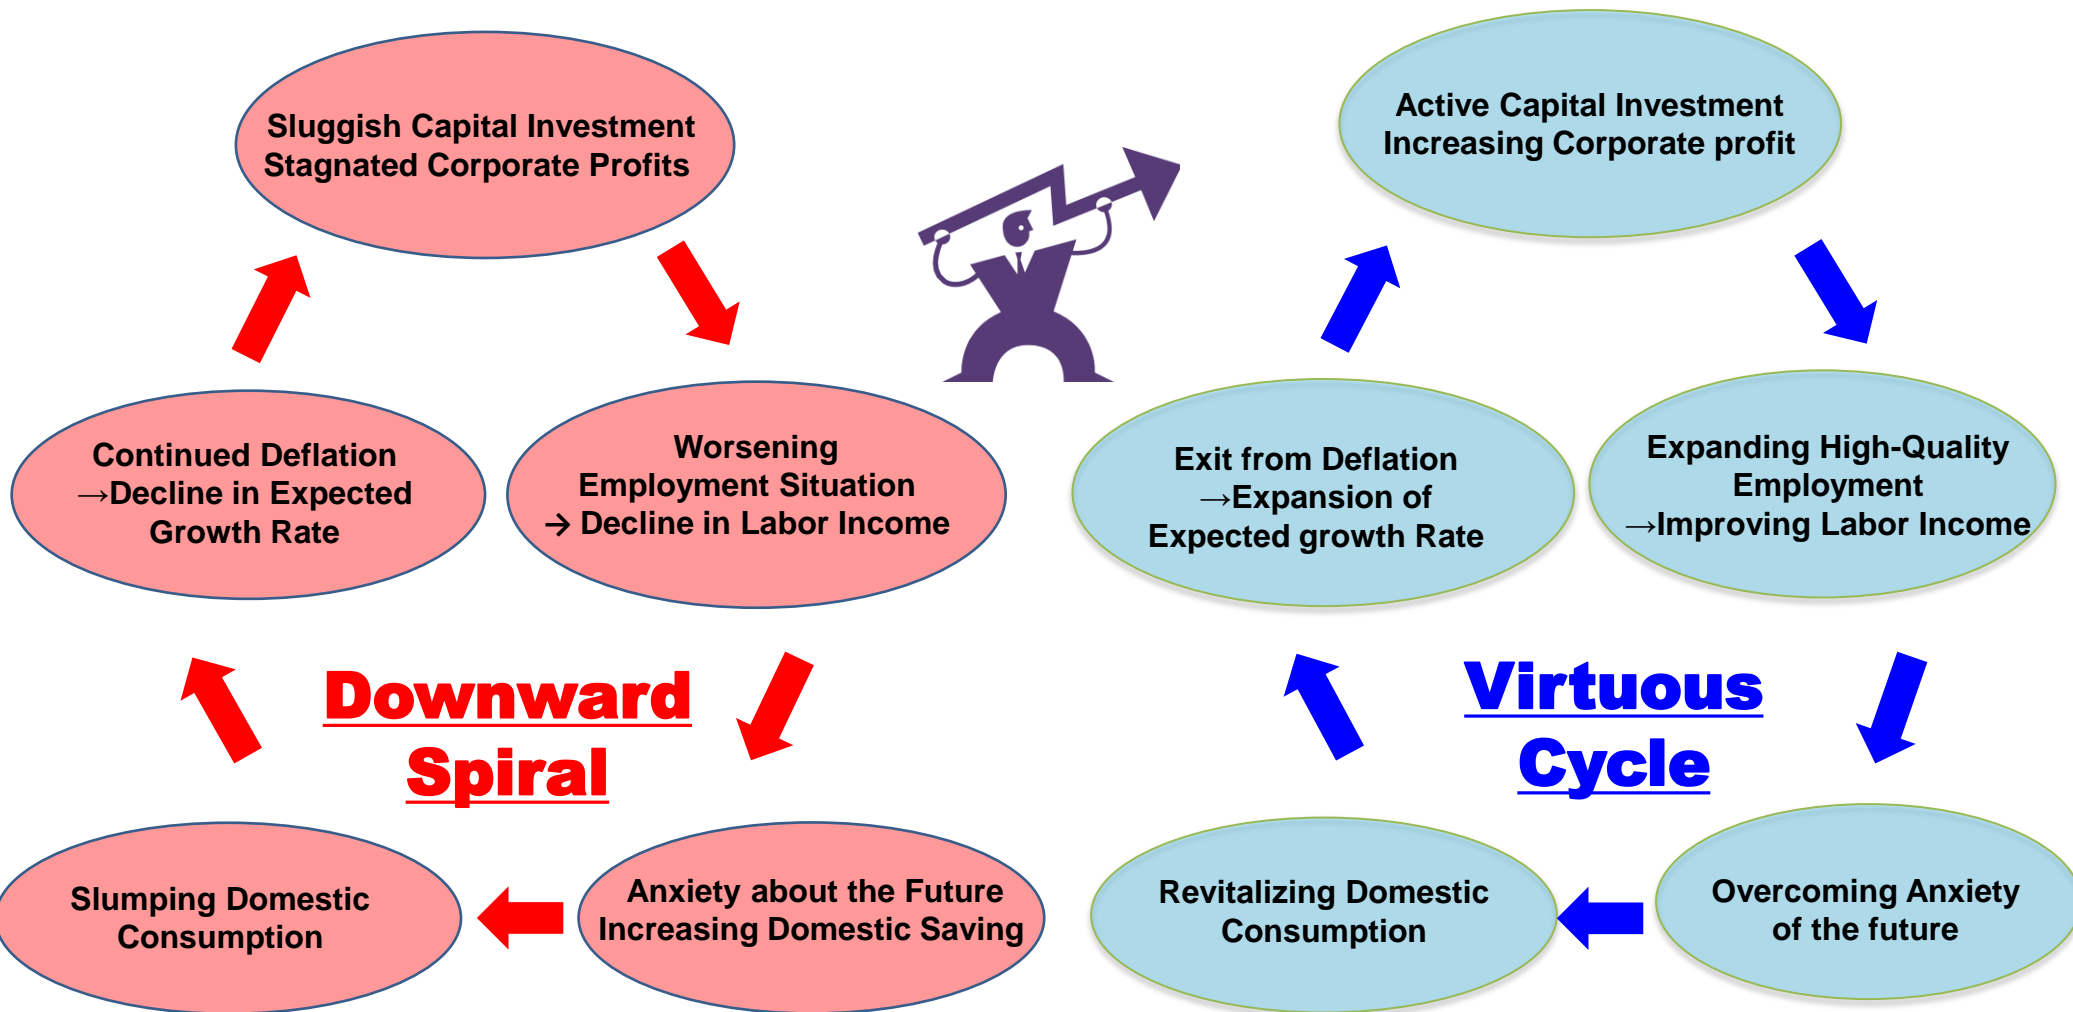 Sluggish Capital Investment
Stagnated Corporate Profits
Worsening
Employment Situation
→ Decline in Labor Income
Anxiety about the Future
Increasing Domestic Saving
Slumping Domestic
Consumption
Continued Deflation
→Decline in Expected
Growth Rate
Downward
Spiral
Active Capital Investment
Increasing Corporate profit
Expanding High-Quality
Employment
→Improving Labor Income
Overcoming Anxiety
of the future
Revitalizing Domestic
Consumption
Exit from Deflation
→Expansion of
Expected growth Rate
Virtuous
Cycle